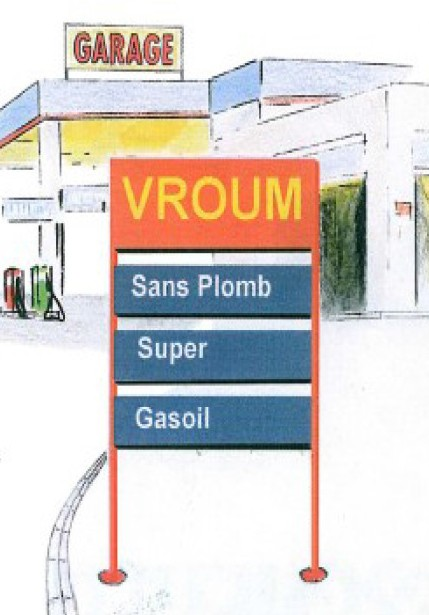 GARAGE
VROUM
Sans Plomb
Super
Gasoil